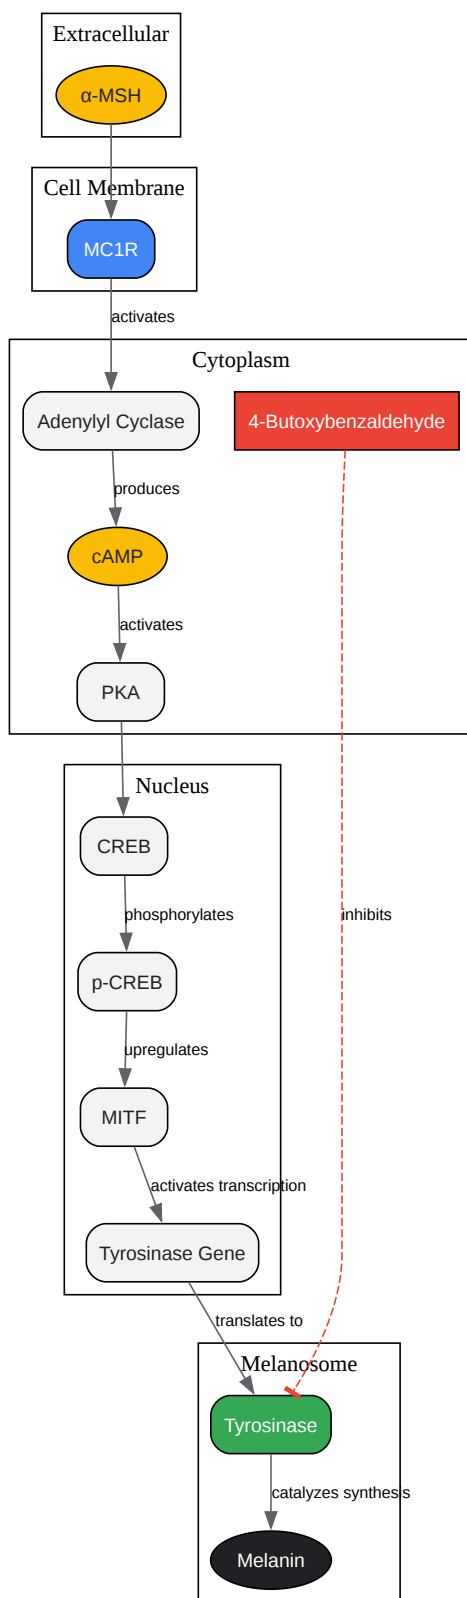 Extracellular
α-MSH
Cell Membrane
MC1R
activates
Cytoplasm
Adenylyl Cyclase
4-Butoxybenzaldehyde
produces
cAMP
activates
PKA
Nucleus
CREB
phosphorylates
inhibits
p-CREB
upregulates
MITF
activates transcription
Tyrosinase Gene
translates to
Melanosome
Tyrosinase
catalyzes synthesis
Melanin